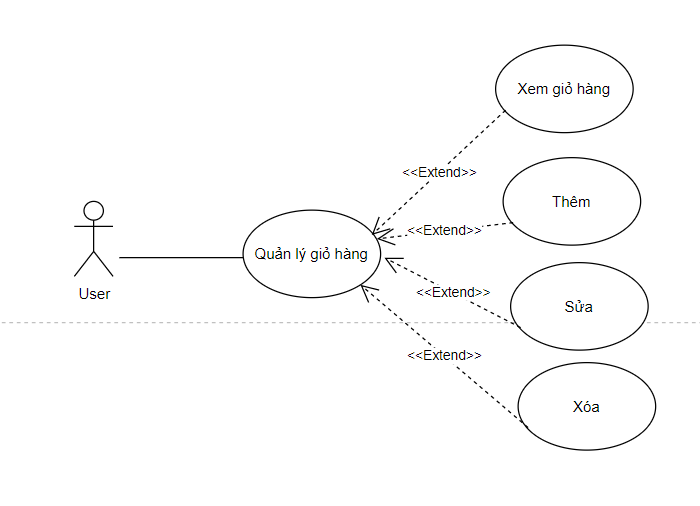 Xem giỏ hàng
<<Extend>>
Thêm
<<Extend>>
Quản lý giỏ hàng
User
<<Extend>>
Sửa
<<Extend>>
Xóa